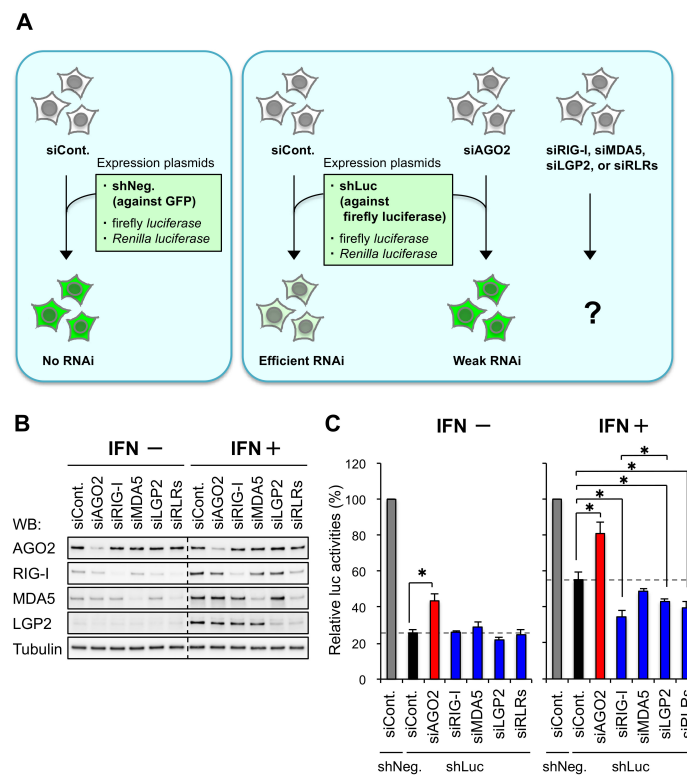 A
siCont.
Expression plasmids
• shNeg.
(against GFP)
• firefly luciferase
• Renilla luciferase
No RNAi
siCont.
siAGO2
siRIG-I, siMDA5,
siLGP2, or siRLRs
Expression plasmids
• shLuc
(against
firefly luciferase)
• firefly luciferase
• Renilla luciferase
?
Efficient RNAi
Weak RNAi
B
IFN −
IFN +
WB:
siCont.
siAGO2
siRIG-I
siMDA5
siLGP2
siRLRs
siCont.
siAGO2
siRIG-I
siMDA5
siLGP2
siRLRs
AGO2
RIG-I
MDA5
LGP2
Tubulin
C
IFN −
IFN +
Relative luc activities (%)
120
100
80
60
40
20
0
*
*
*
*
*
*
siCont.
siCont.
siAGO2
siRIG-I
siMDA5
siLGP2
siRLRs
shNeg.
shLuc
siCont.
siCont.
siAGO2
siRIG-I
siMDA5
siLGP2
siRLRs
shNeg.
shLuc